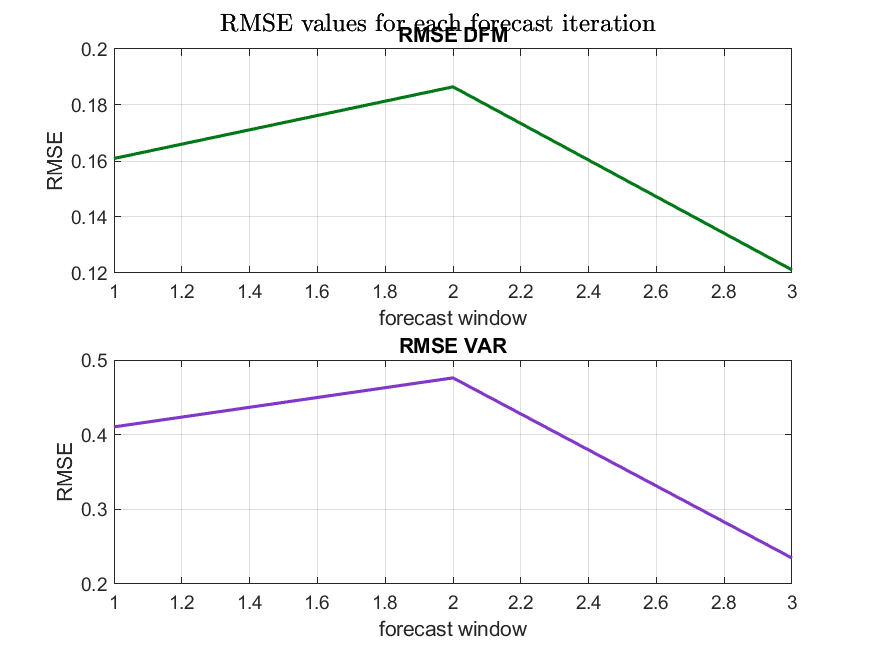 RMSE values for each forecast iteration
RMSE DFM
0.2
0.18
0.16
0.14
0.12
RMSE
1 1.2 1.4 1.6 1.8 2 2.2 2.4 2.6 2.8 3
forecast window
RMSE VAR
0.5
0.4
0.3
0.2
RMSE
1 1.2 1.4 1.6 1.8 2 2.2 2.4 2.6 2.8 3
forecast window